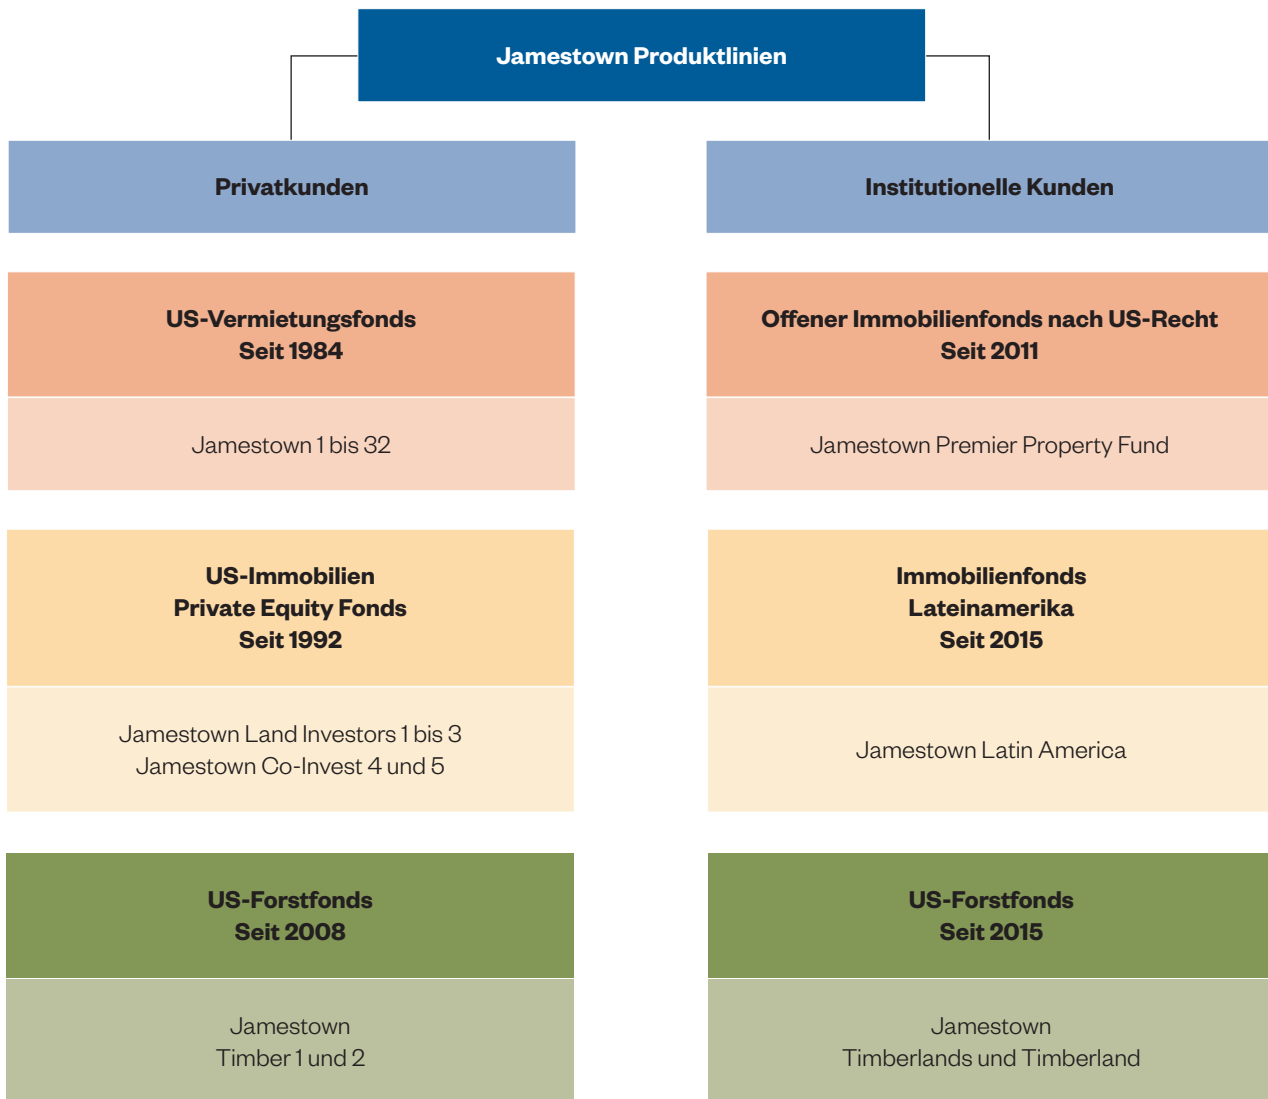 Jamestown Produktlinien
Privatkunden
Institutionelle Kunden
US-Vermietungsfonds
Seit 1984
Offener Immobilienfonds nach US-Recht
Seit 2011
Jamestown 1 bis 32
Jamestown Premier Property Fund
US-Immobilien
Private Equity Fonds
Seit 1992
Immobilienfonds
Lateinamerika
Seit 2015
Jamestown Land Investors 1 bis 3
Jamestown Co-Invest 4 und 5
Jamestown Latin America
US-Forstfonds
Seit 2008
US-Forstfonds
Seit 2015
Jamestown
Timber 1 und 2
Jamestown
Timberlands und Timberland